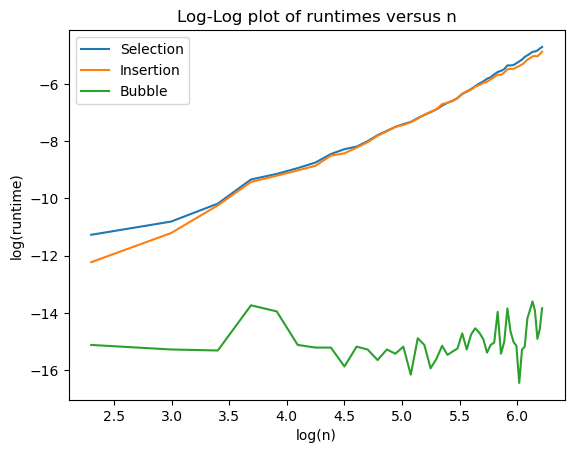 Log-Log plot of runtimes versus n
Selection
Insertion
Bubble
log(runtime)
−6
−8
−10
−12
−14
−16
2.5 3.0 3.5 4.0 4.5 5.0 5.5 6.0
log(n)